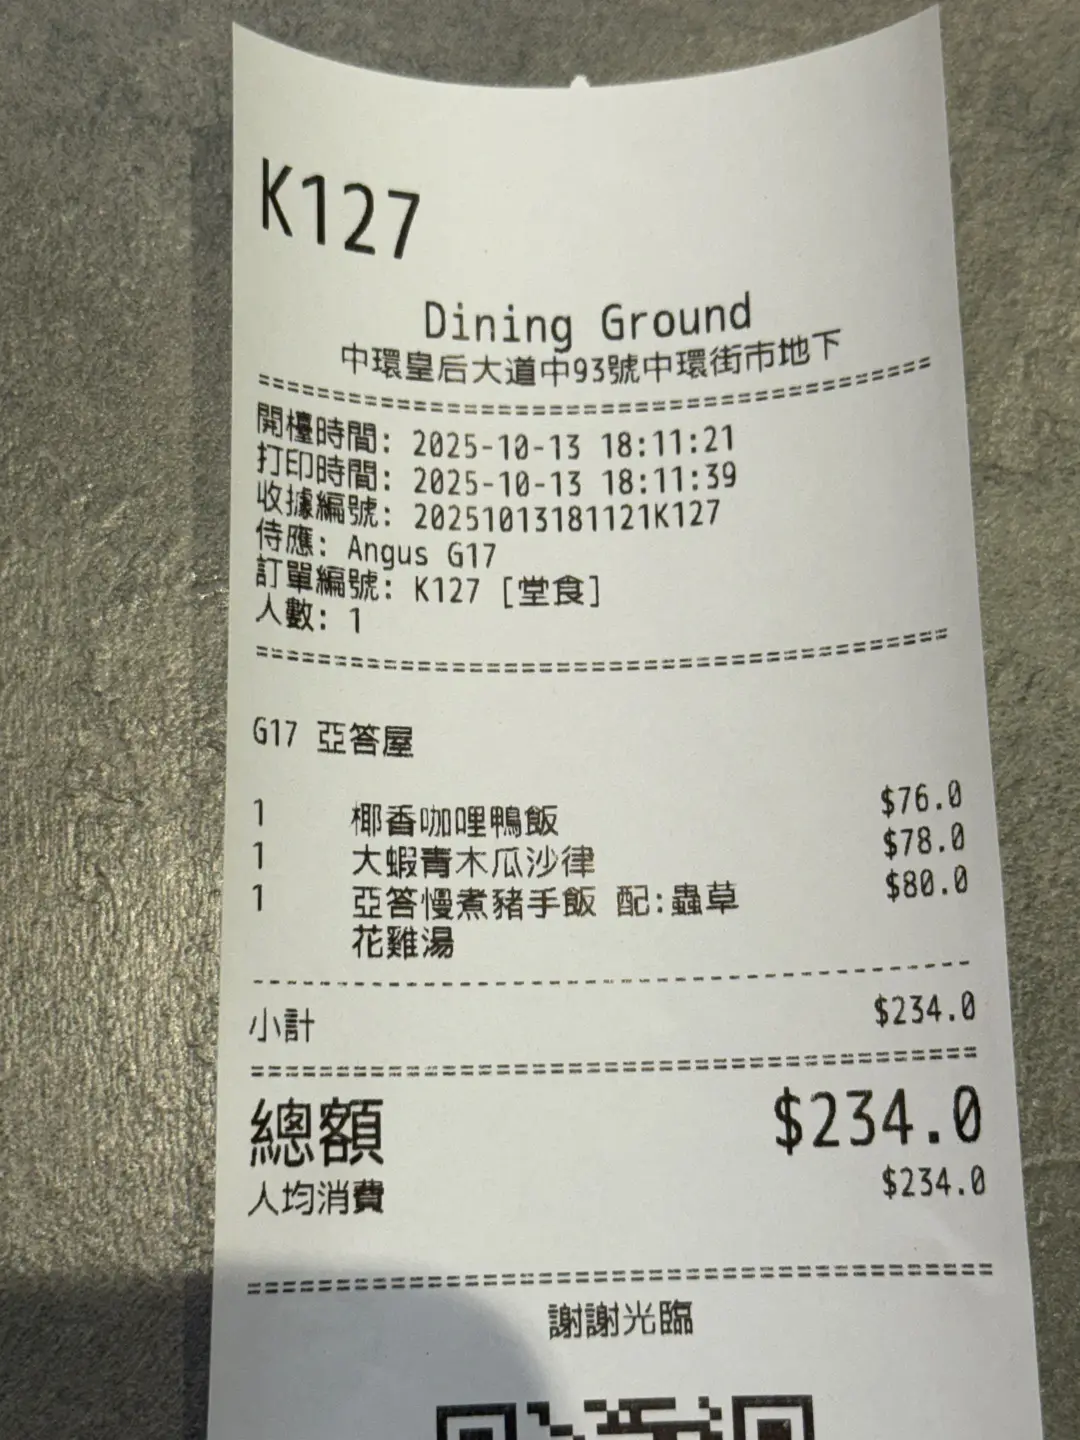 K127
Dining Ground
中環皇后大道中93號中環街市地下
開檯時間: 2025-10-13 18:11:21
打印時間: 2025-10-13 18:11:39
收據編號: 20251013181121K127
侍應: Angus G17
訂單編號: K127 [堂食]
人數: 1
G17 亞答屋
1 椰香咖哩鴨飯 $76.0
1 大蝦青木瓜沙律 $78.0
1 亞答慢煮豬手飯 配:蟲草 $80.0
花雞湯
小計 $234.0
總額 $234.0
人均消費 $234.0
謝謝光臨